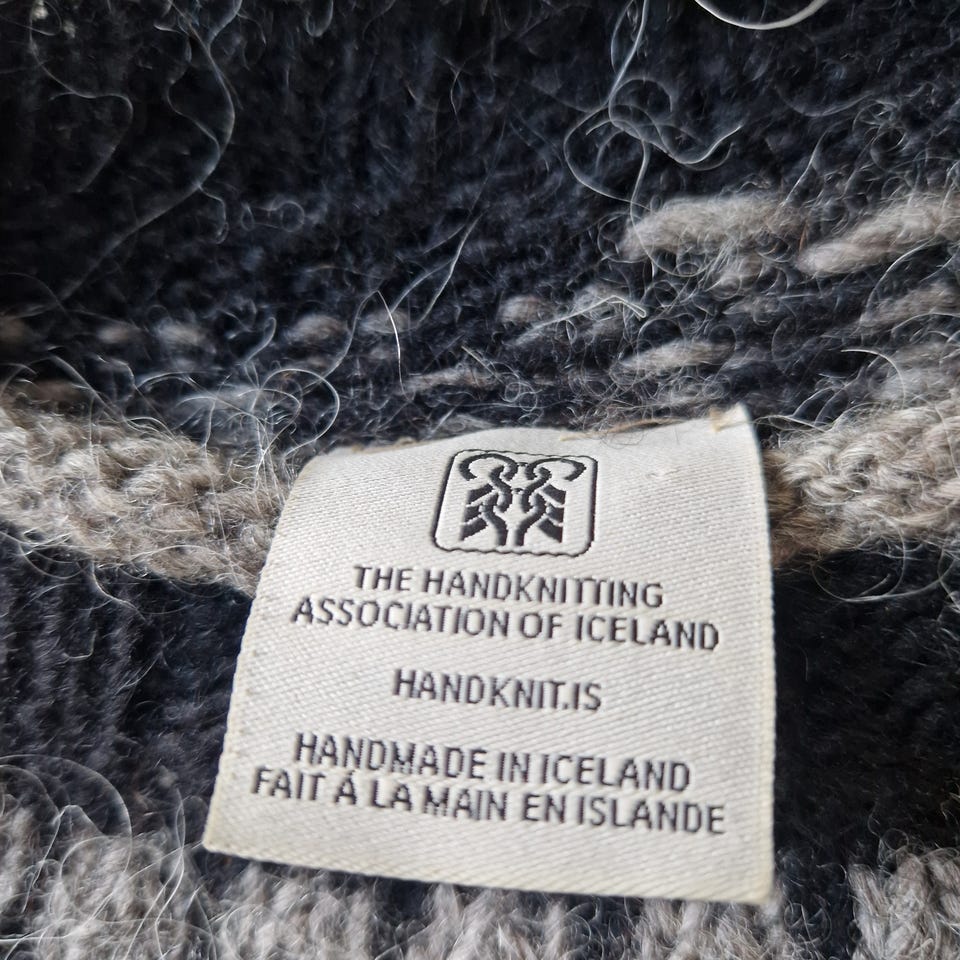 THE HANDKNITTING
ASSOCIATION OF ICELAND
HANDKNIT.IS
HANDMADE IN ICELAND
FAIT Á LA MAIN EN ISLANDE